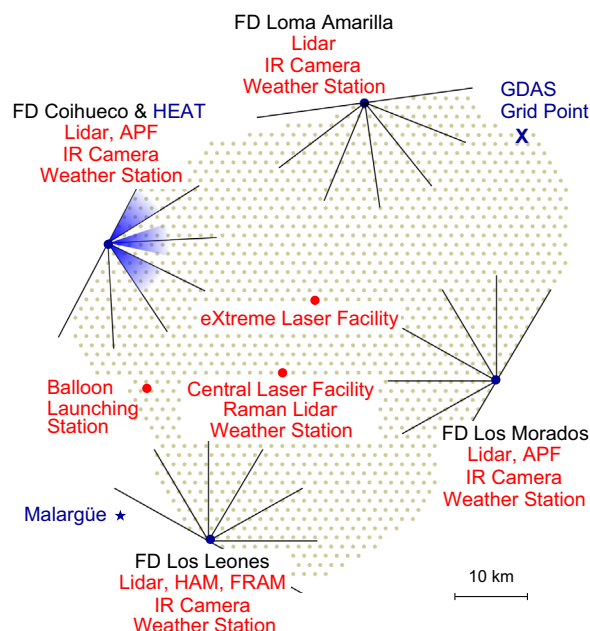 FD Loma Amarilla
Lidar
IR Camera
Weather Station
GDAS
Grid Point
X
FD Coihueco & HEAT
Lidar, APF
IR Camera
Weather Station
eXtreme Laser Facility
Balloon
Launching
Station
Central Laser Facility
Raman Lidar
Weather Station
FD Los Morados
Lidar, APF
IR Camera
Weather Station
Malargüe
FD Los Leones
Lidar, HAM, FRAM
IR Camera
Weather Station
10 km